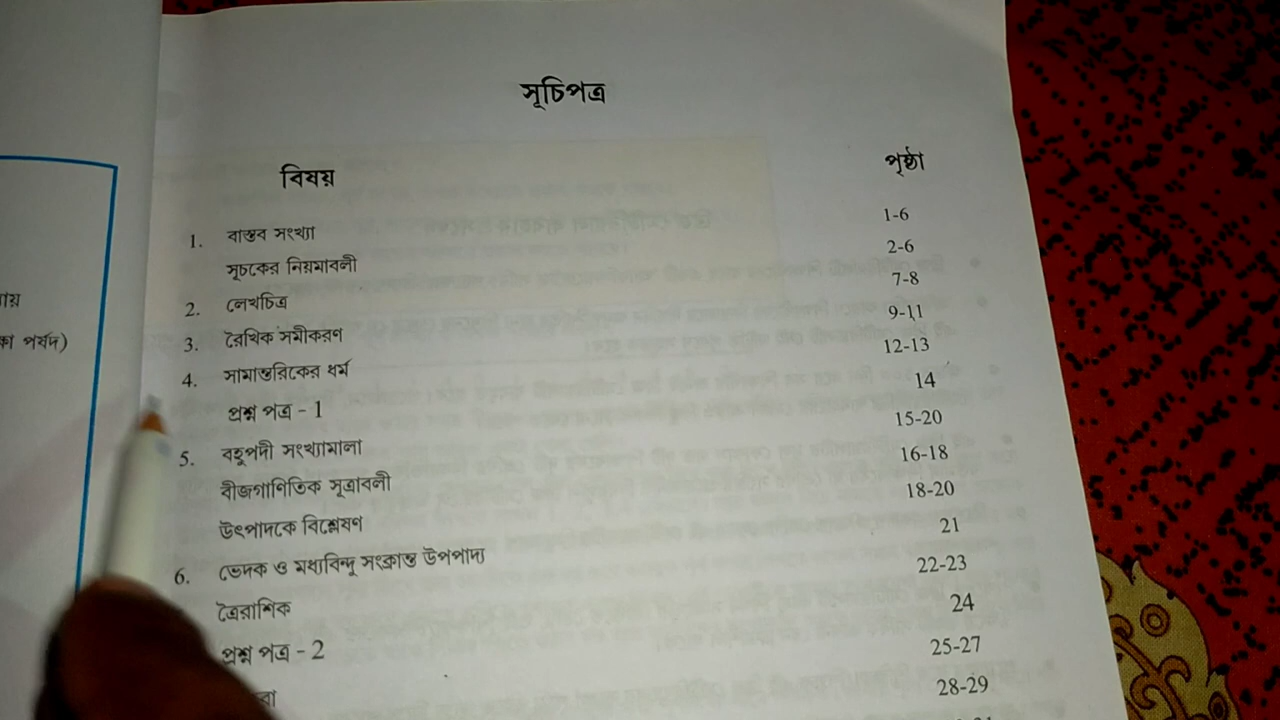 সূচিপত্র
বিষয় পৃষ্ঠা
1. বাস্তব সংখ্যা 1-6
সূচকের নিয়মাবলী 2-6
2. লেখচিত্র 7-8
3. রৈখিক সমীকরণ 9-11
4. সামান্তরিকের ধর্ম 12-13
প্রশ্ন পত্র - 1 14
5. বহুপদী সংখ্যামালা 15-20
বীজগাণিতিক সূত্রাবলী 16-18
উৎপাদকে বিশ্লেষণ 18-20
6. ভেদক ও মধ্যবিন্দু সংক্রান্ত উপপাদ্য 21
ত্রৈরাশিক 22-23
প্রশ্ন পত্র - 2 24
25-27
28-29
পর্ষদ)